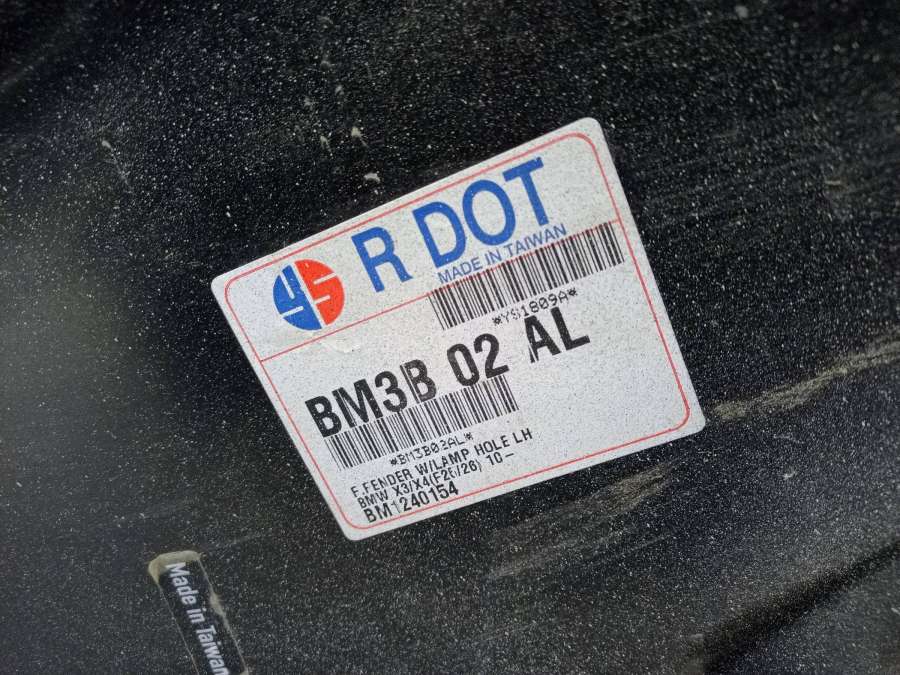 YS R DOT
MADE IN TAIWAN
*YS1809A*
BM3B 02 AL
*BM3B02AL*
F.FENDER W/LAMP HOLE LH
BMW X3/X4(F25/26) 10-
BM1240154
Made in Taiwan